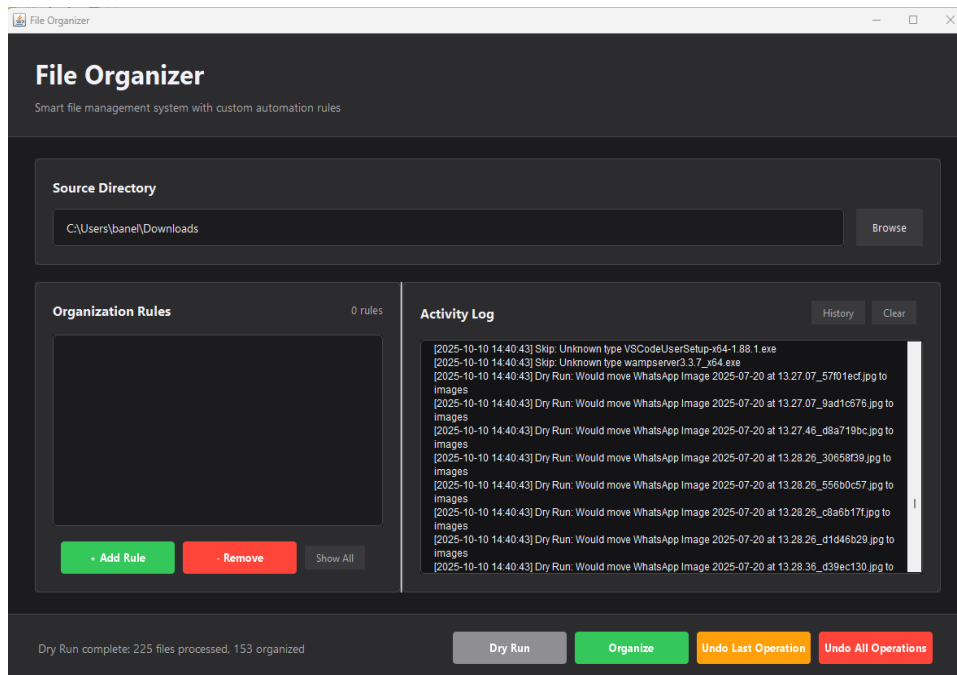 File Organizer
File Organizer
Smart file management system with custom automation rules
Source Directory
C:\Users\banel\Downloads
Browse
Organization Rules
0 rules
+ Add Rule
- Remove
Show All
Activity Log
History
Clear
[2025-10-10 14:40:43] Skip: Unknown type VSCodeUserSetup-x64-1.88.1.exe
[2025-10-10 14:40:43] Skip: Unknown type wampserver3.3.7_x64.exe
[2025-10-10 14:40:43] Dry Run: Would move WhatsApp Image 2025-07-20 at 13.27.07_57f01ecf.jpg to
images
[2025-10-10 14:40:43] Dry Run: Would move WhatsApp Image 2025-07-20 at 13.27.07_9ad1c676.jpg to
images
[2025-10-10 14:40:43] Dry Run: Would move WhatsApp Image 2025-07-20 at 13.27.46_d8a719bc.jpg to
images
[2025-10-10 14:40:43] Dry Run: Would move WhatsApp Image 2025-07-20 at 13.28.26_30658f39.jpg to
images
[2025-10-10 14:40:43] Dry Run: Would move WhatsApp Image 2025-07-20 at 13.28.26_556b0c57.jpg to
images
[2025-10-10 14:40:43] Dry Run: Would move WhatsApp Image 2025-07-20 at 13.28.26_c8a6b17f.jpg to
images
[2025-10-10 14:40:43] Dry Run: Would move WhatsApp Image 2025-07-20 at 13.28.26_d1d46b29.jpg to
images
[2025-10-10 14:40:43] Dry Run: Would move WhatsApp Image 2025-07-20 at 13.28.36_d39ec130.jpg to
Dry Run complete: 225 files processed, 153 organized
Dry Run
Organize
Undo Last Operation
Undo All Operations